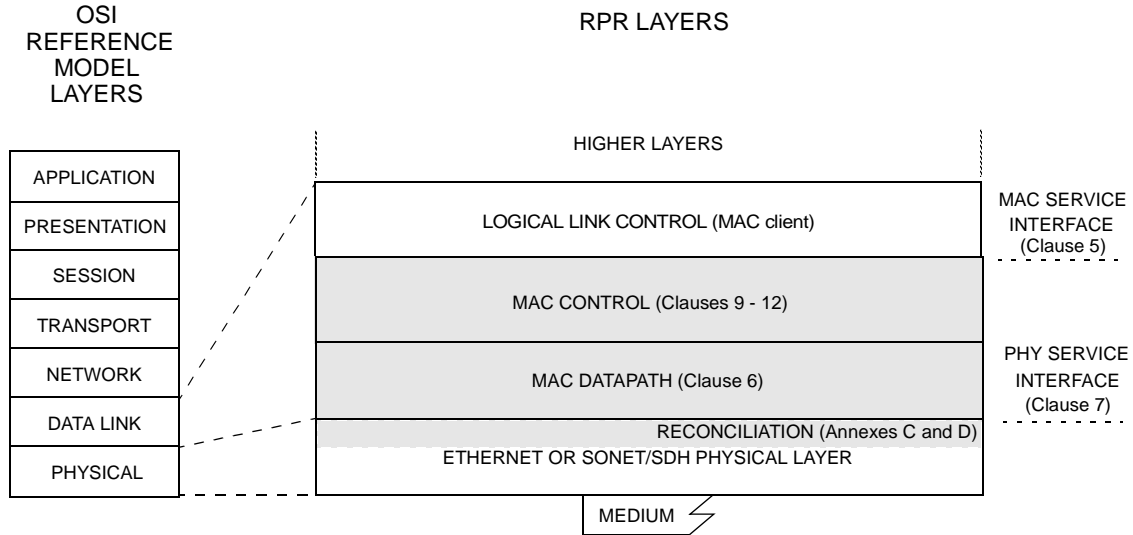 OSI
REFERENCE
MODEL
LAYERS
RPR LAYERS
APPLICATION
PRESENTATION
SESSION
TRANSPORT
NETWORK
DATA LINK
PHYSICAL
HIGHER LAYERS
LOGICAL LINK CONTROL (MAC client)
MAC CONTROL (Clauses 9 - 12)
MAC DATAPATH (Clause 6)
RECONCILIATION (Annexes C and D)
ETHERNET OR SONET/SDH PHYSICAL LAYER
MEDIUM
MAC SERVICE
INTERFACE
(Clause 5)
PHY SERVICE
INTERFACE
(Clause 7)